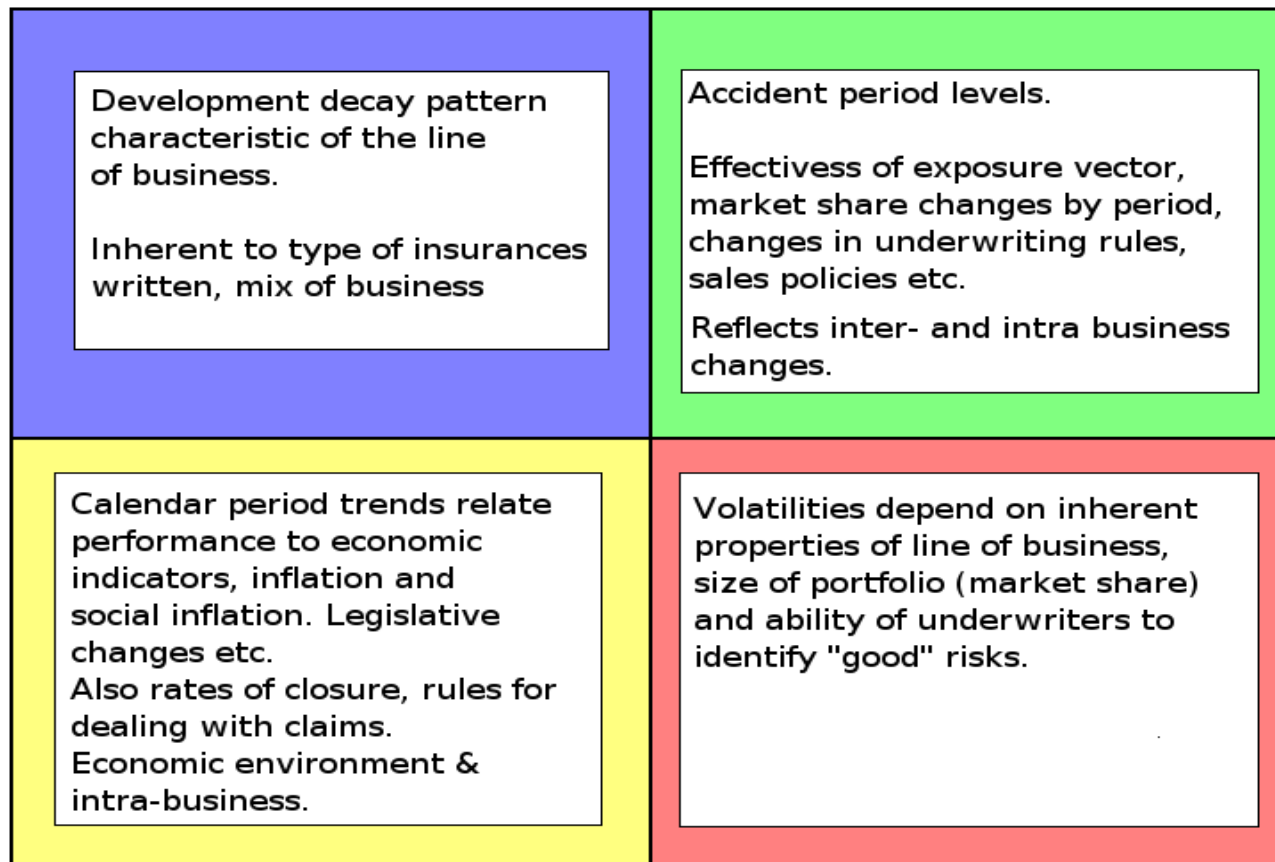 Development decay pattern
characteristic of the line
of business.
Inherent to type of insurances
written, mix of business
Accident period levels.
Effectivess of exposure vector,
market share changes by period,
changes in underwriting rules,
sales policies etc.
Reflects inter- and intra business
changes.
Calendar period trends relate
performance to economic
indicators, inflation and
social inflation. Legislative
changes etc.
Also rates of closure, rules for
dealing with claims.
Economic environment &
intra-business.
Volatilities depend on inherent
properties of line of business,
size of portfolio (market share)
and ability of underwriters to
identify "good" risks.